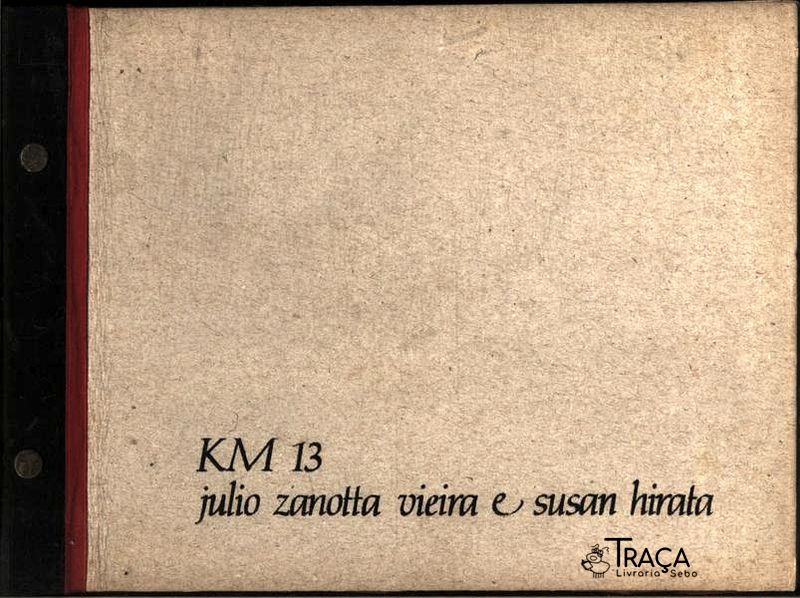 KM 13
julio zanotta vieira e susan hirata
TRAÇA
Livraria Sebo